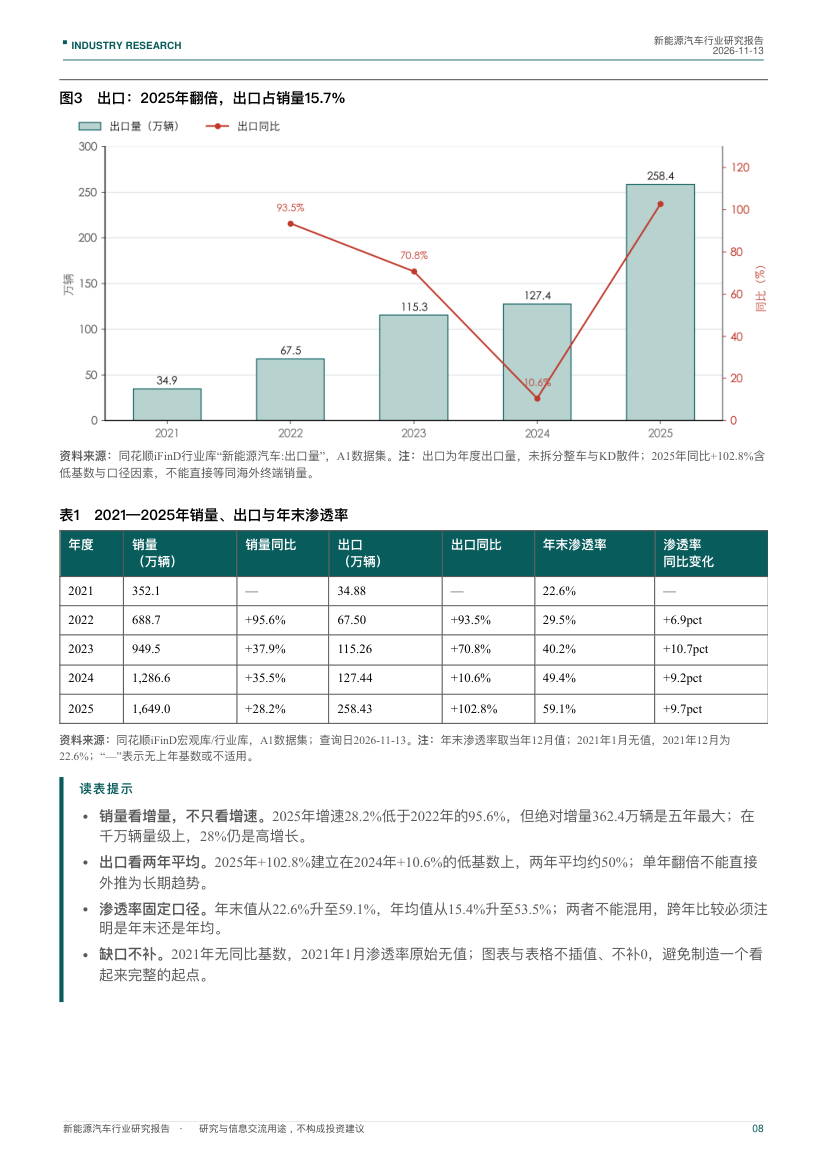 INDUSTRY RESEARCH
新能源汽车行业研究报告
2026-11-13
图3 出口：2025年翻倍，出口占销量15.7%
出口量（万辆） 出口同比
300
250
200
150
100
50
0
万辆
120
100
80
60
40
20
0
同比（%）
34.9
67.5
115.3
127.4
258.4
93.5%
70.8%
10.6%
2021 2022 2023 2024 2025
资料来源：同花顺iFinD行业库“新能源汽车:出口量”，A1数据集。注：出口为年度出口量，未拆分整车与KD散件；2025年同比+102.8%含
低基数与口径因素，不能直接等同海外终端销量。
表1 2021—2025年销量、出口与年末渗透率
年度 销量（万辆） 销量同比 出口（万辆） 出口同比 年末渗透率 渗透率同比变化
2021 352.1 — 34.88 — 22.6% —
2022 688.7 +95.6% 67.50 +93.5% 29.5% +6.9pct
2023 949.5 +37.9% 115.26 +70.8% 40.2% +10.7pct
2024 1,286.6 +35.5% 127.44 +10.6% 49.4% +9.2pct
2025 1,649.0 +28.2% 258.43 +102.8% 59.1% +9.7pct
资料来源：同花顺iFinD宏观库/行业库，A1数据集；查询日2026-11-13。注：年末渗透率取当年12月值；2021年1月无值，2021年12月为
22.6%；“—”表示无上年基数或不适用。
读表提示
• 销量看增量，不只看增速。2025年增速28.2%低于2022年的95.6%，但绝对增量362.4万辆是五年最大；在
千万辆量级上，28%仍是高增长。
• 出口看两年平均。2025年+102.8%建立在2024年+10.6%的低基数上，两年平均约50%；单年翻倍不能直接
外推为长期趋势。
• 渗透率固定口径。年末值从22.6%升至59.1%，年均值从15.4%升至53.5%；两者不能混用，跨年比较必须注
明是年末还是年均。
• 缺口不补。2021年无同比基数，2021年1月渗透率原始无值；图表与表格不插值、不补0，避免制造一个看
起来完整的起点。
新能源汽车行业研究报告 · 研究与信息交流用途，不构成投资建议
08